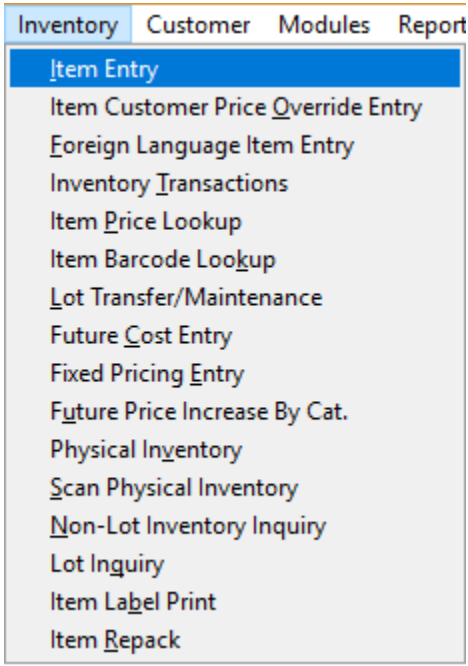 Inventory Customer Modules Report
Item Entry
Item Customer Price Override Entry
Foreign Language Item Entry
Inventory Transactions
Item Price Lookup
Item Barcode Lookup
Lot Transfer/Maintenance
Future Cost Entry
Fixed Pricing Entry
Future Price Increase By Cat.
Physical Inventory
Scan Physical Inventory
Non-Lot Inventory Inquiry
Lot Inquiry
Item Label Print
Item Repack